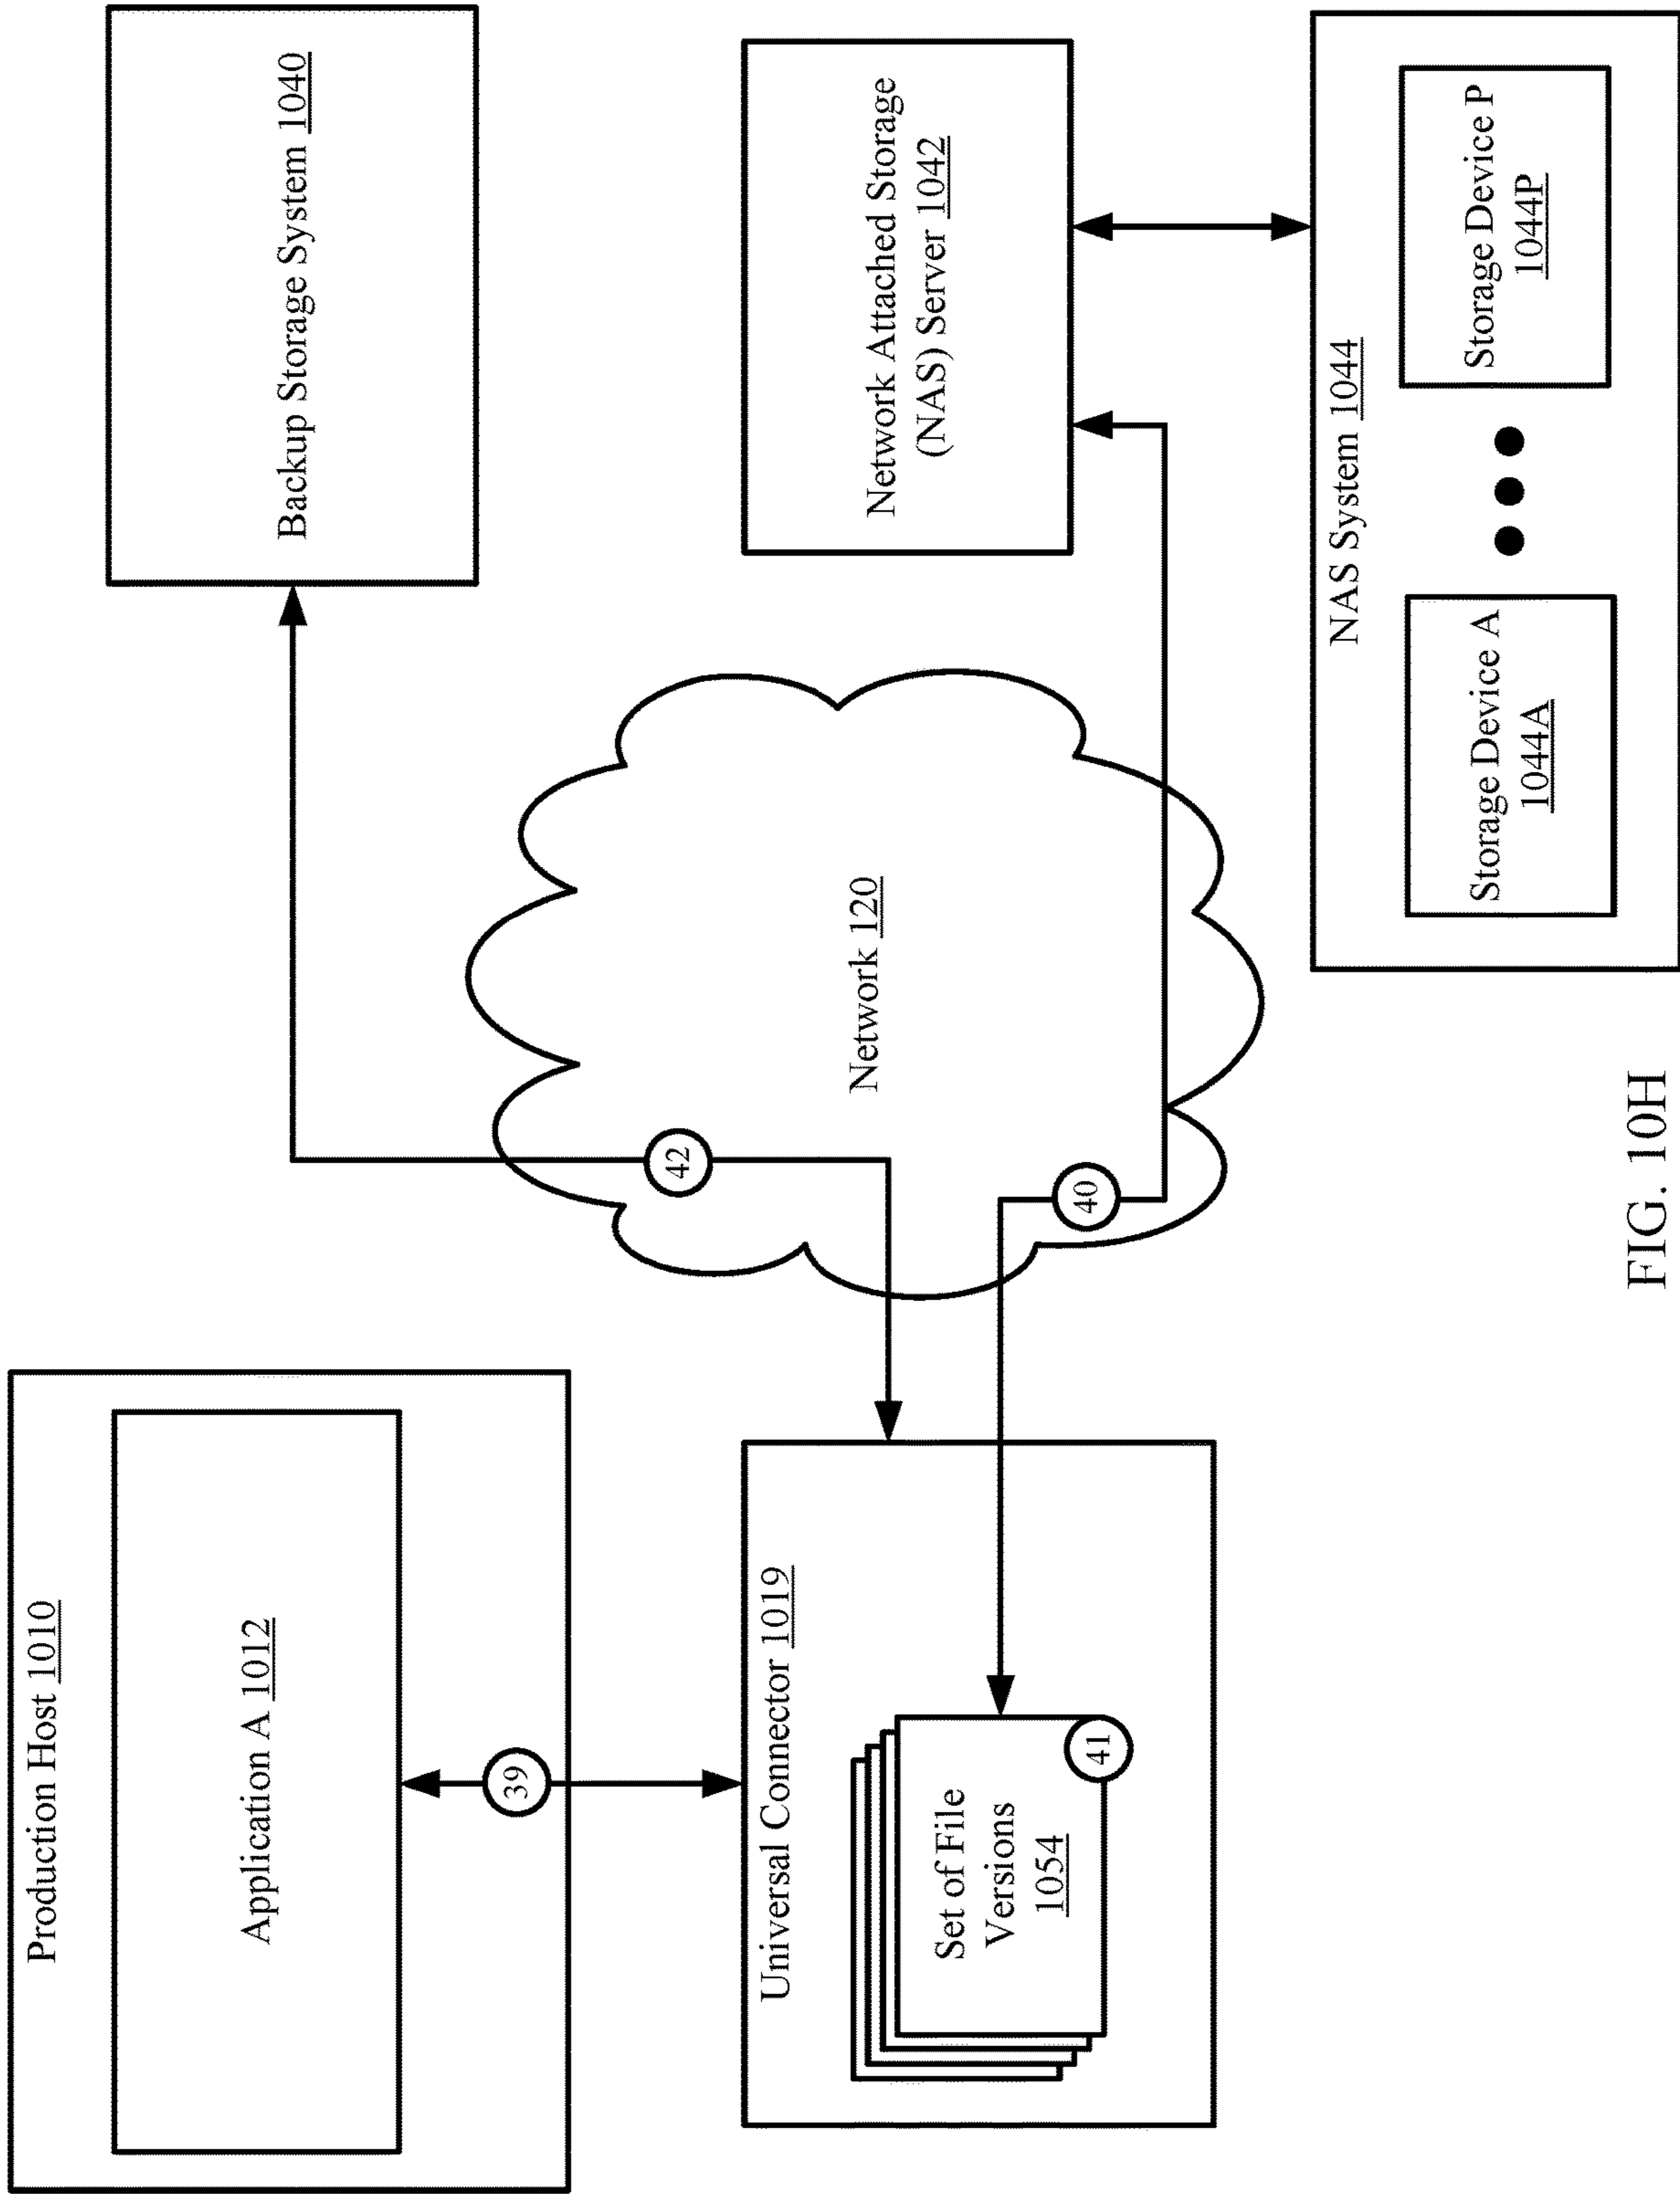 Production Host 1010
Application A 1012
39
Universal Connector 1019
Set of File
Versions
1054
41
42
40
Network 120
Backup Storage System 1040
Network Attached Storage
(NAS) Server 1042
NAS System 1044
Storage Device A
1044A
Storage Device P
1044P
FIG. 10H